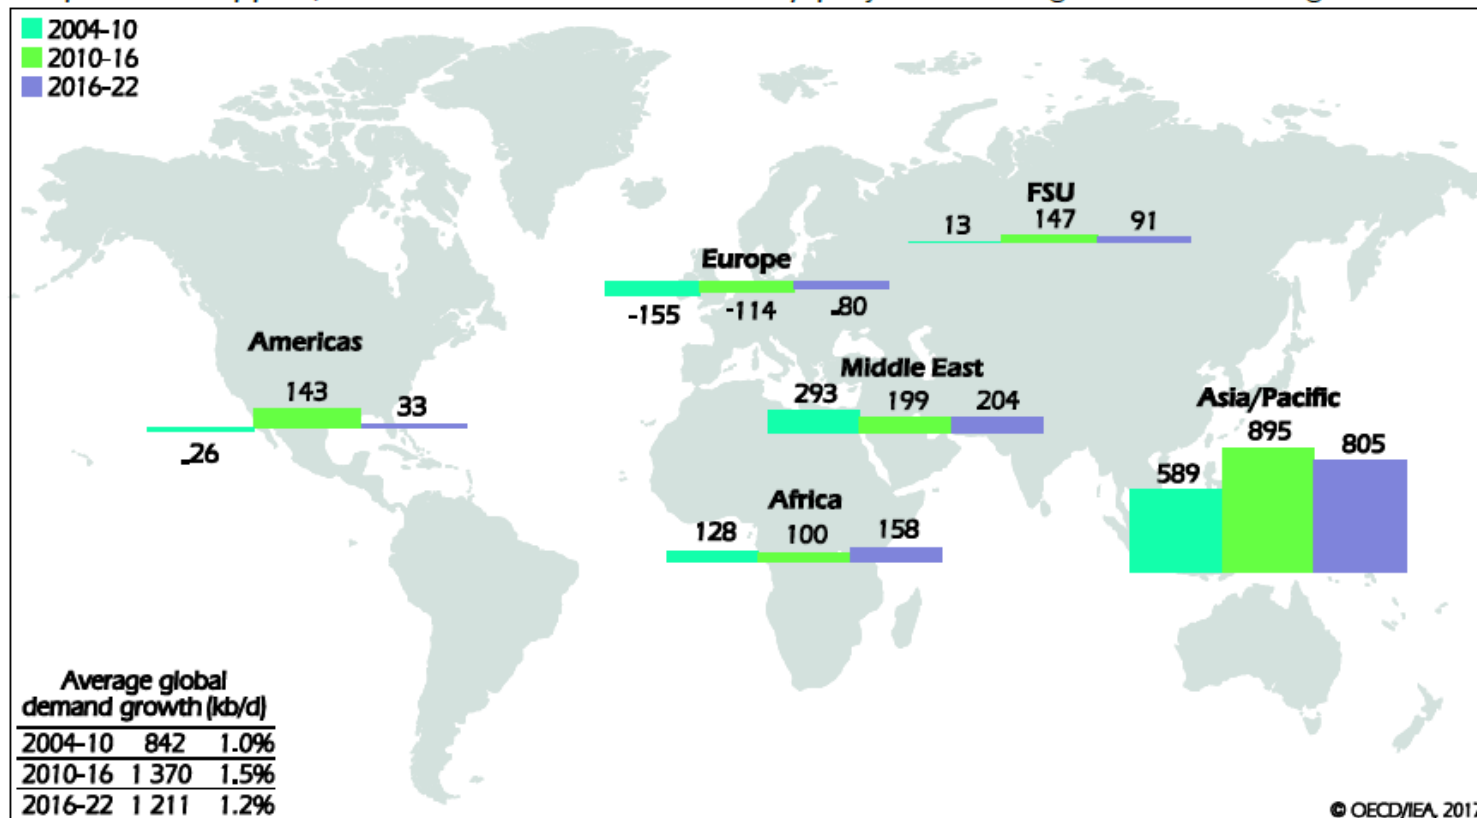 2004-10
2010-16
2016-22
FSU
13 147 91
Europe
-155 -114 -80
Americas
143 33
-26
Middle East
293 199 204
Asia/Pacific
895
589 805
Africa
128 100 158
Average global
demand growth (kb/d)
2004-10 842 1.0%
2010-16 1 370 1.5%
2016-22 1 211 1.2%
© OECD/IEA, 2017